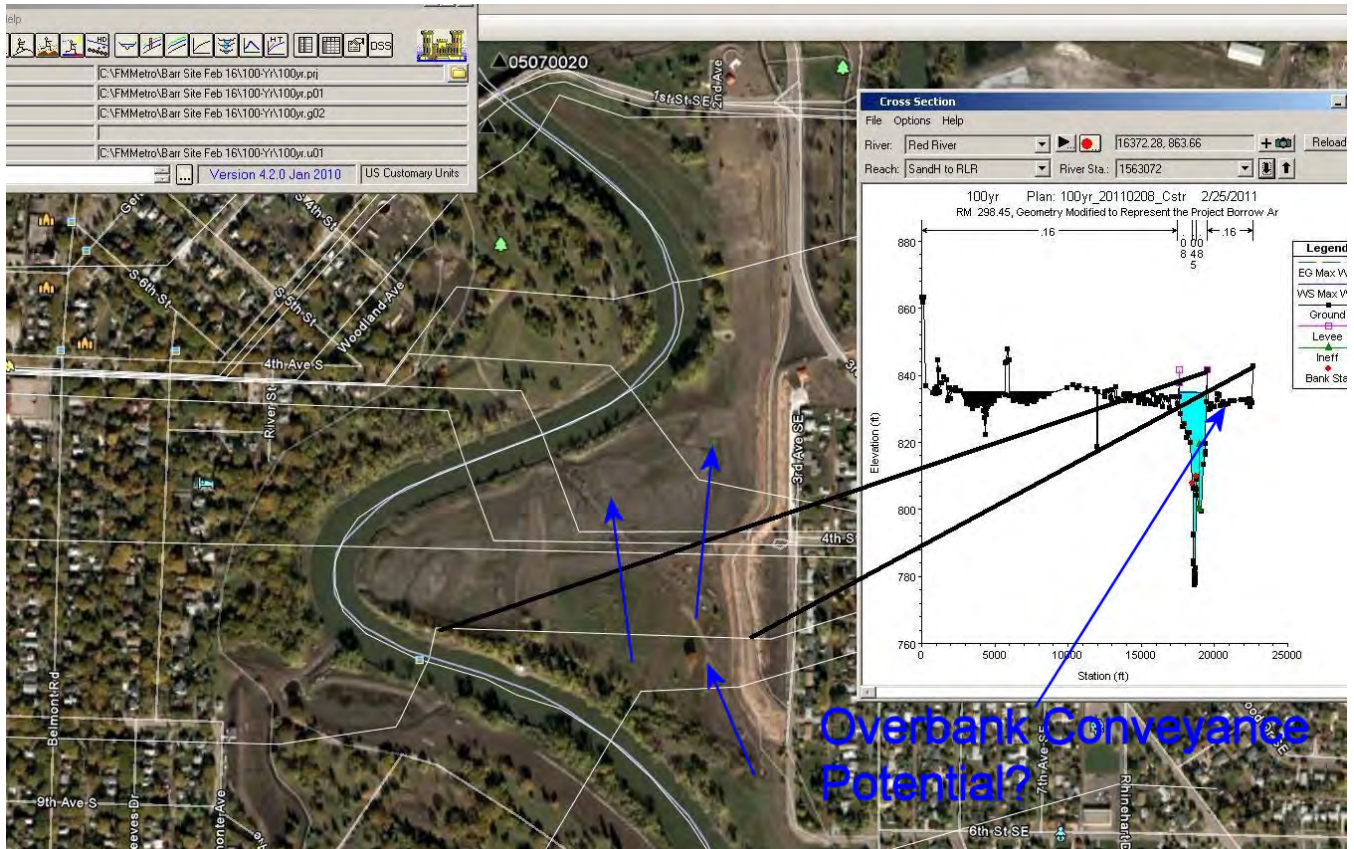 Help
HD
HT
DSS
C:\FMMetro\Barr Site Feb 16\100-Yr\100yr.prj
C:\FMMetro\Barr Site Feb 16\100-Yr\100yr.p01
C:\FMMetro\Barr Site Feb 16\100-Yr\100yr.g02
C:\FMMetro\Barr Site Feb 16\100-Yr\100yr.u01
...
Version 4.2.0 Jan 2010
US Customary Units
05070020
1st St SE
2nd Ave
S 4th St
S 6th St
S 5th St
Woodland Ave
4th Ave S
River St
3rd Ave SE
4th St
Belmont Rd
9th Ave S
7th Ave SE
6th St SE
Rhinehart D
Cross Section
File Options Help
River: Red River
16372.28, 863.66
Reload
Reach: SandH to RLR
River Sta.: 1563072
100yr Plan: 100yr_20110208_Cstr 2/25/2011
RM 298.45, Geometry Modified to Represent the Project Borrow Ar
.16
.16
Legend
EG Max W
WS Max W
Ground
Levee
Ineff
Bank Sta
Elevation (ft)
880
860
840
820
800
780
760
0 5000 10000 15000 20000 25000
Station (ft)
Overbank Conveyance
Potential?